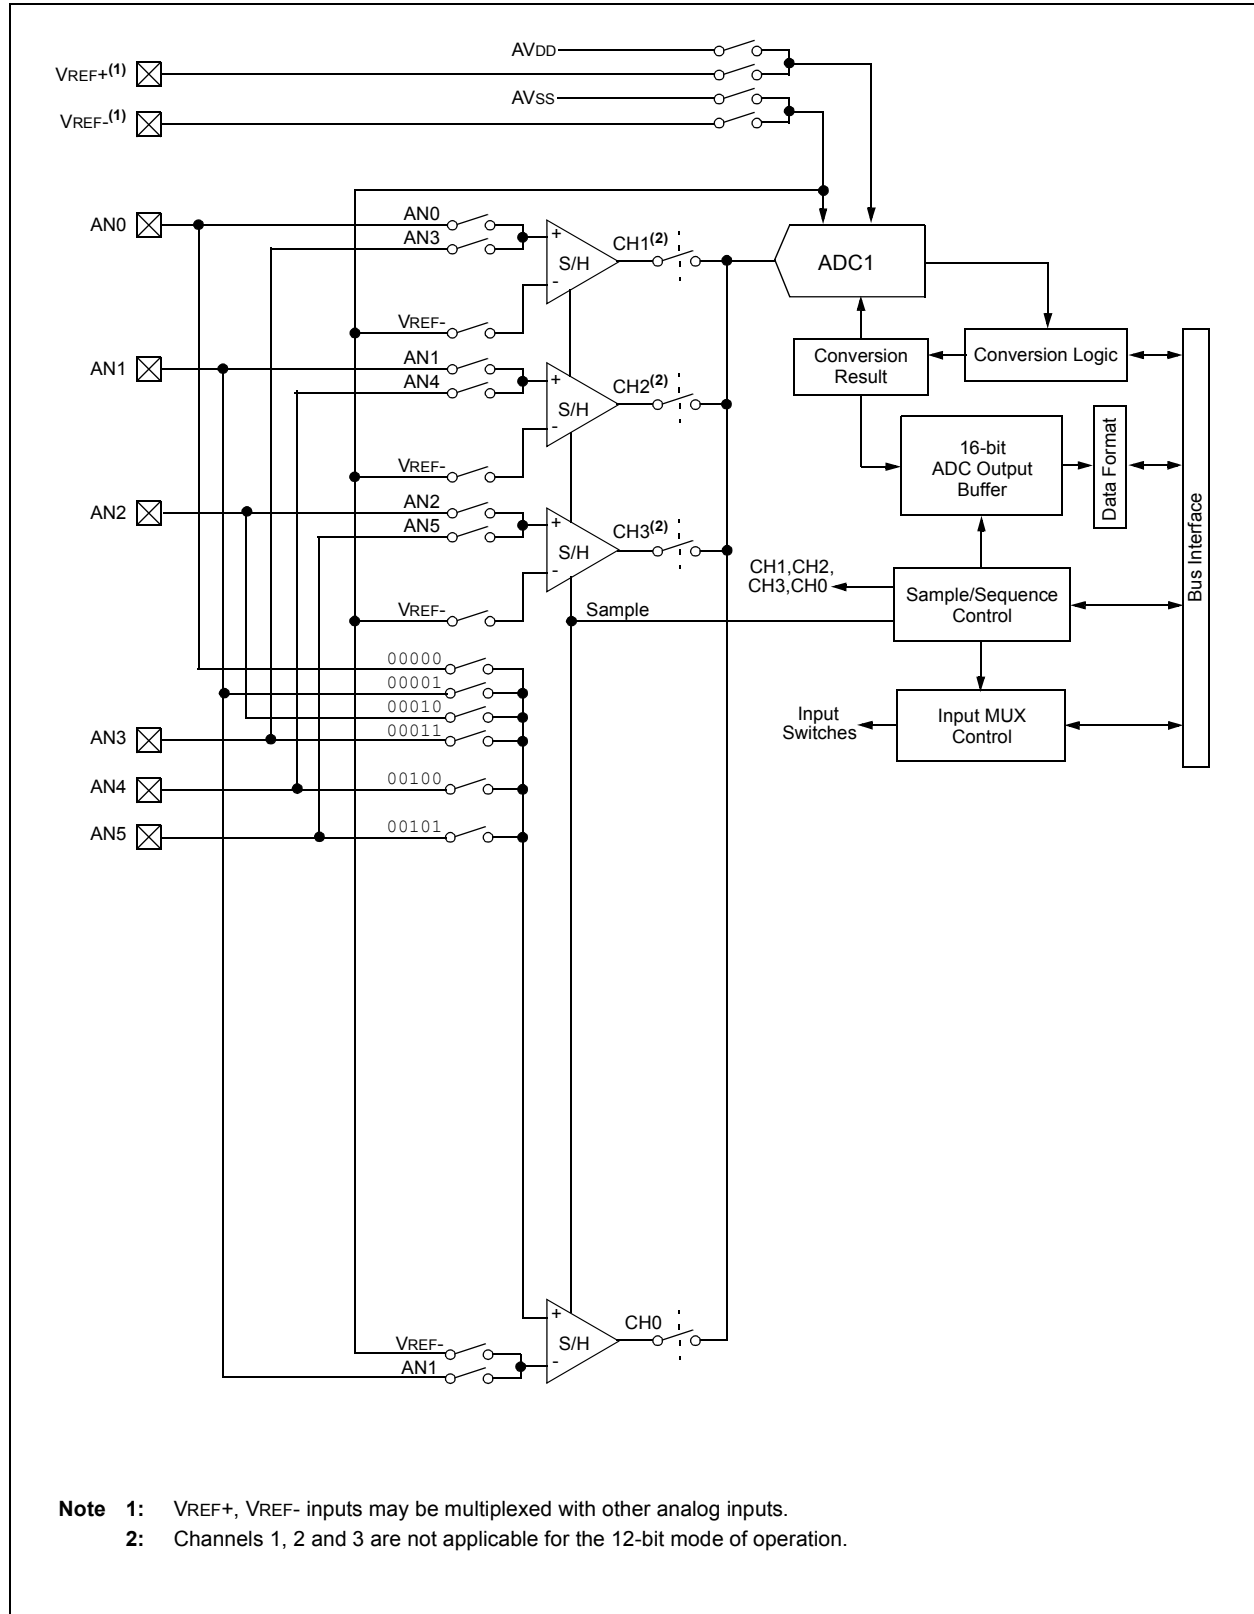 AVDD
VREF+(1)
AVSS
VREF-(1)
AN0
AN0
AN3
+
S/H
-
CH1(2)
ADC1
VREF-
AN1
AN1
AN4
+
S/H
-
CH2(2)
Conversion
Result
Conversion Logic
VREF-
16-bit
ADC Output
Buffer
Data Format
Bus Interface
AN2
AN2
AN5
+
S/H
-
CH3(2)
VREF-
CH1,CH2,
CH3,CH0
Sample/Sequence
Control
Sample
00000
00001
00010
00011
00100
00101
AN3
AN4
AN5
Input
Switches
Input MUX
Control
+
S/H
-
CH0
VREF-
AN1
Note 1: VREF+, VREF- inputs may be multiplexed with other analog inputs.
2: Channels 1, 2 and 3 are not applicable for the 12-bit mode of operation.